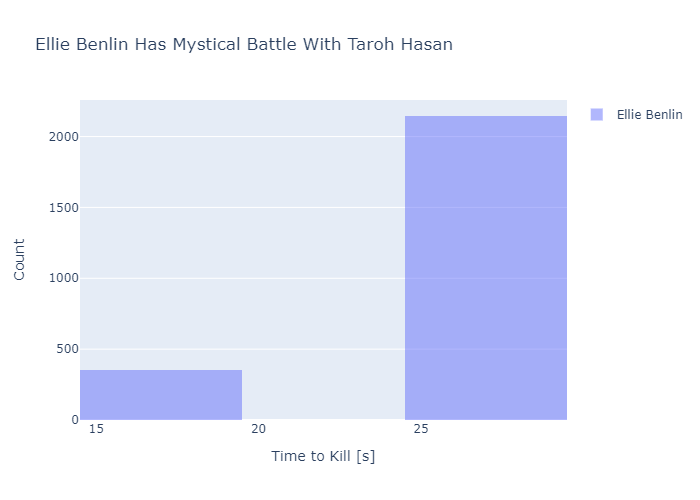 Ellie Benlin Has Mystical Battle With Taroh Hasan
Ellie Benlin
2000
1500
1000
500
0
Count
15 20 25
Time to Kill [s]